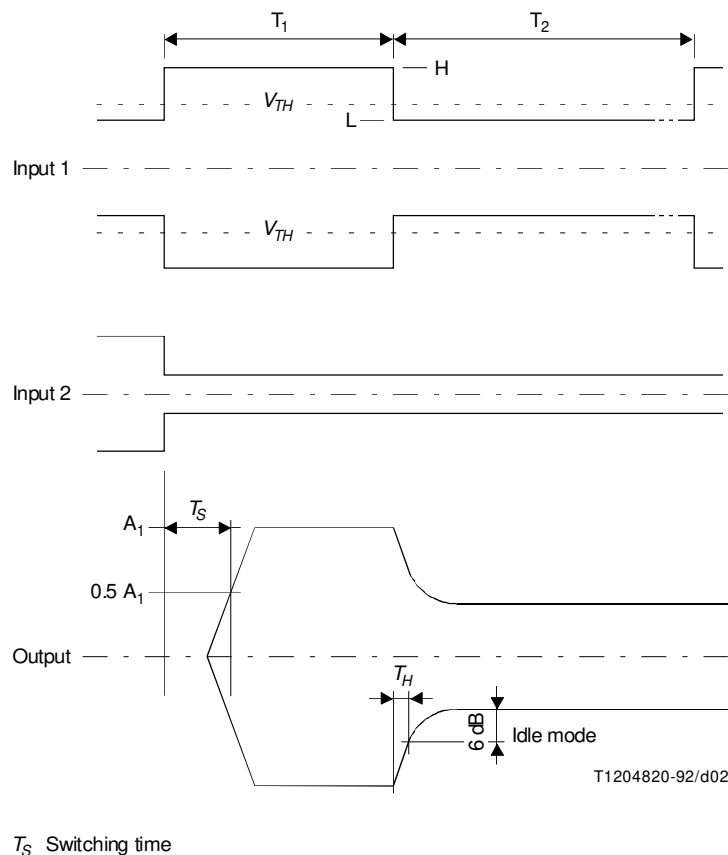 T1 T2
H
VTH
L
Input 1
VTH
Input 2
TS
A1
0.5 A1
Output
TH
6 dB
Idle mode
T1204820-92/d02
TS Switching time